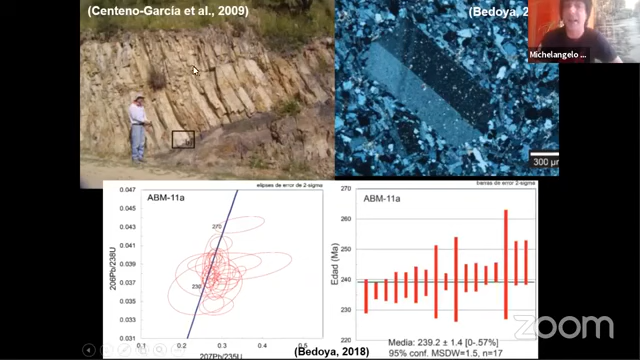 (Centeno-García et al., 2009)
(Bedoya, 2
Michelangelo ...
300 µm
elipses de error de 2-sigma
ABM-11a
0.047
0.045
0.043
0.041
0.039
0.037
0.035
0.033
0.031
270
230
206Pb/238U
0.1
0.2
0.3
0.4
0.5
207Pb/235U
barras de error 2-sigma
ABM-11a
270
260
250
240
230
220
Edad (Ma)
Media: 239.2 ± 1.4 [0-.57%]
95% conf. MSDW=1.5, n=17
(Bedoya, 2018)
zoom